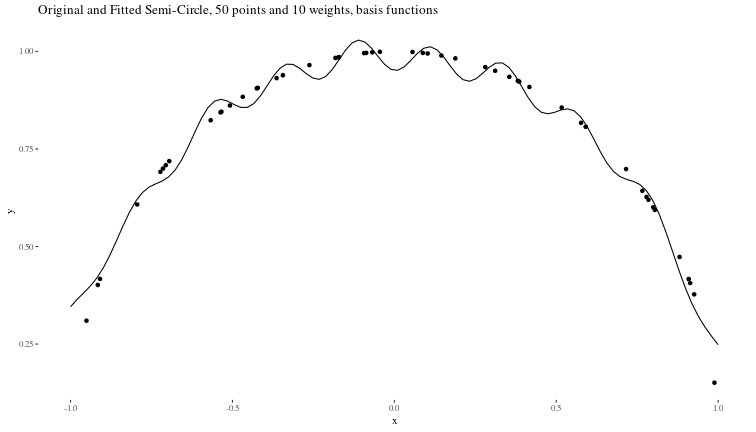 Original and Fitted Semi-Circle, 50 points and 10 weights, basis functions
1.00
0.75
y
0.50
0.25
-1.0 -0.5 0.0 0.5 1.0
x